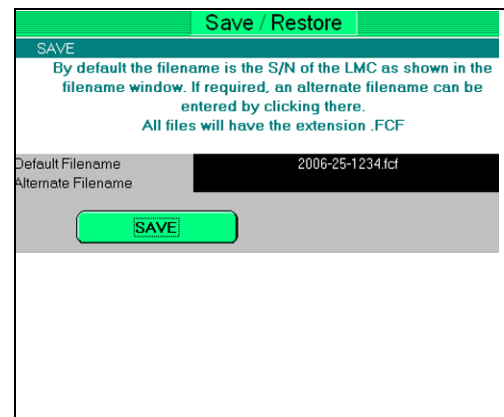 Save / Restore
SAVE
By default the filename is the S/N of the LMC as shown in the
filename window. If required, an alternate filename can be
entered by clicking there.
All files will have the extension .FCF
Default Filename 2006-25-1234.fcf
Alternate Filename
SAVE